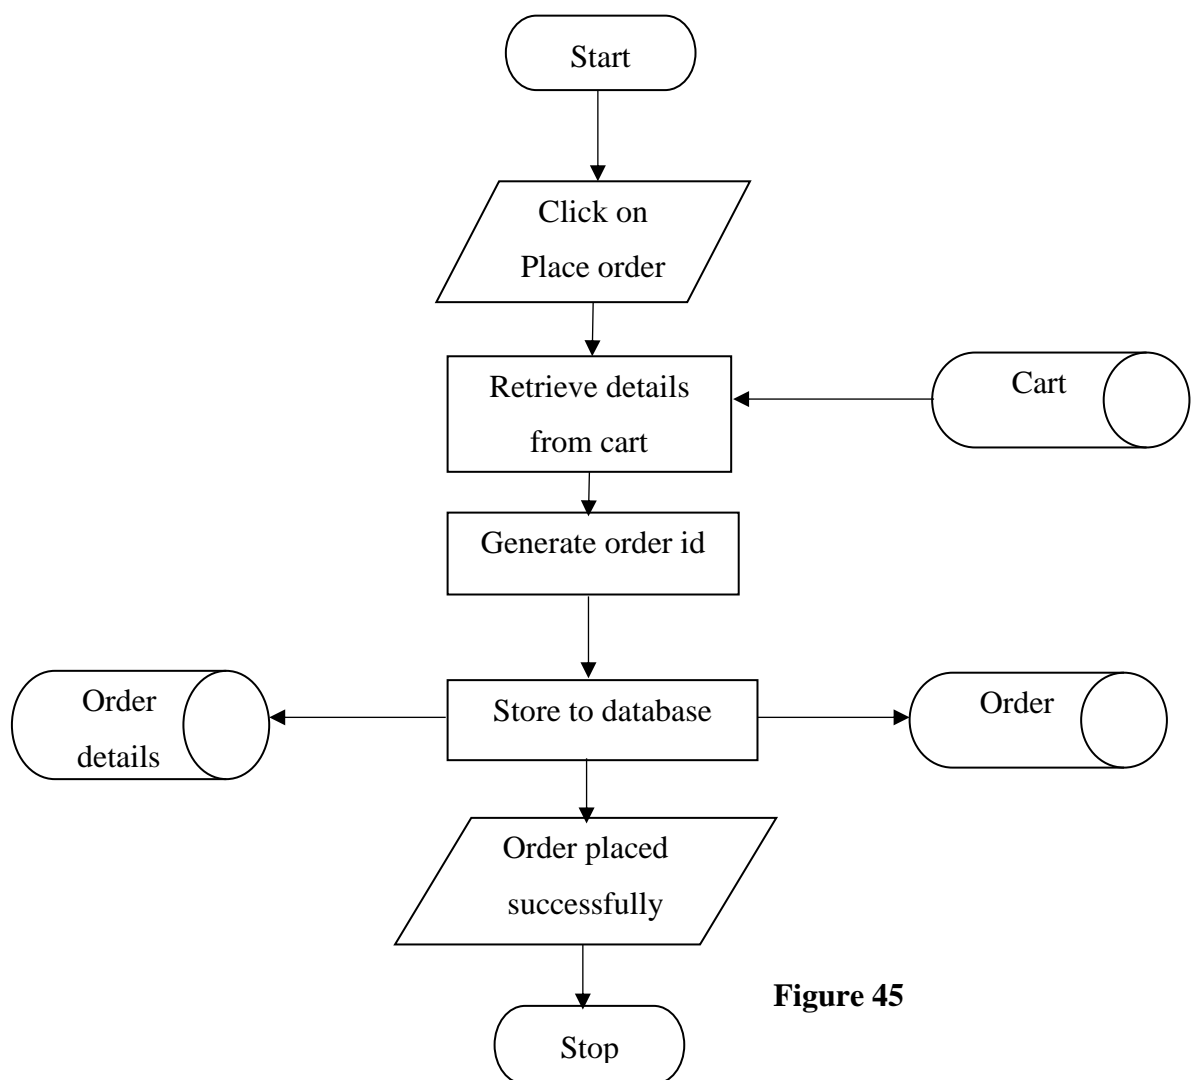 Start
Click on
Place order
Retrieve details
from cart
Cart
Generate order id
Order
details
Store to database
Order
Order placed
successfully
Figure 45
Stop